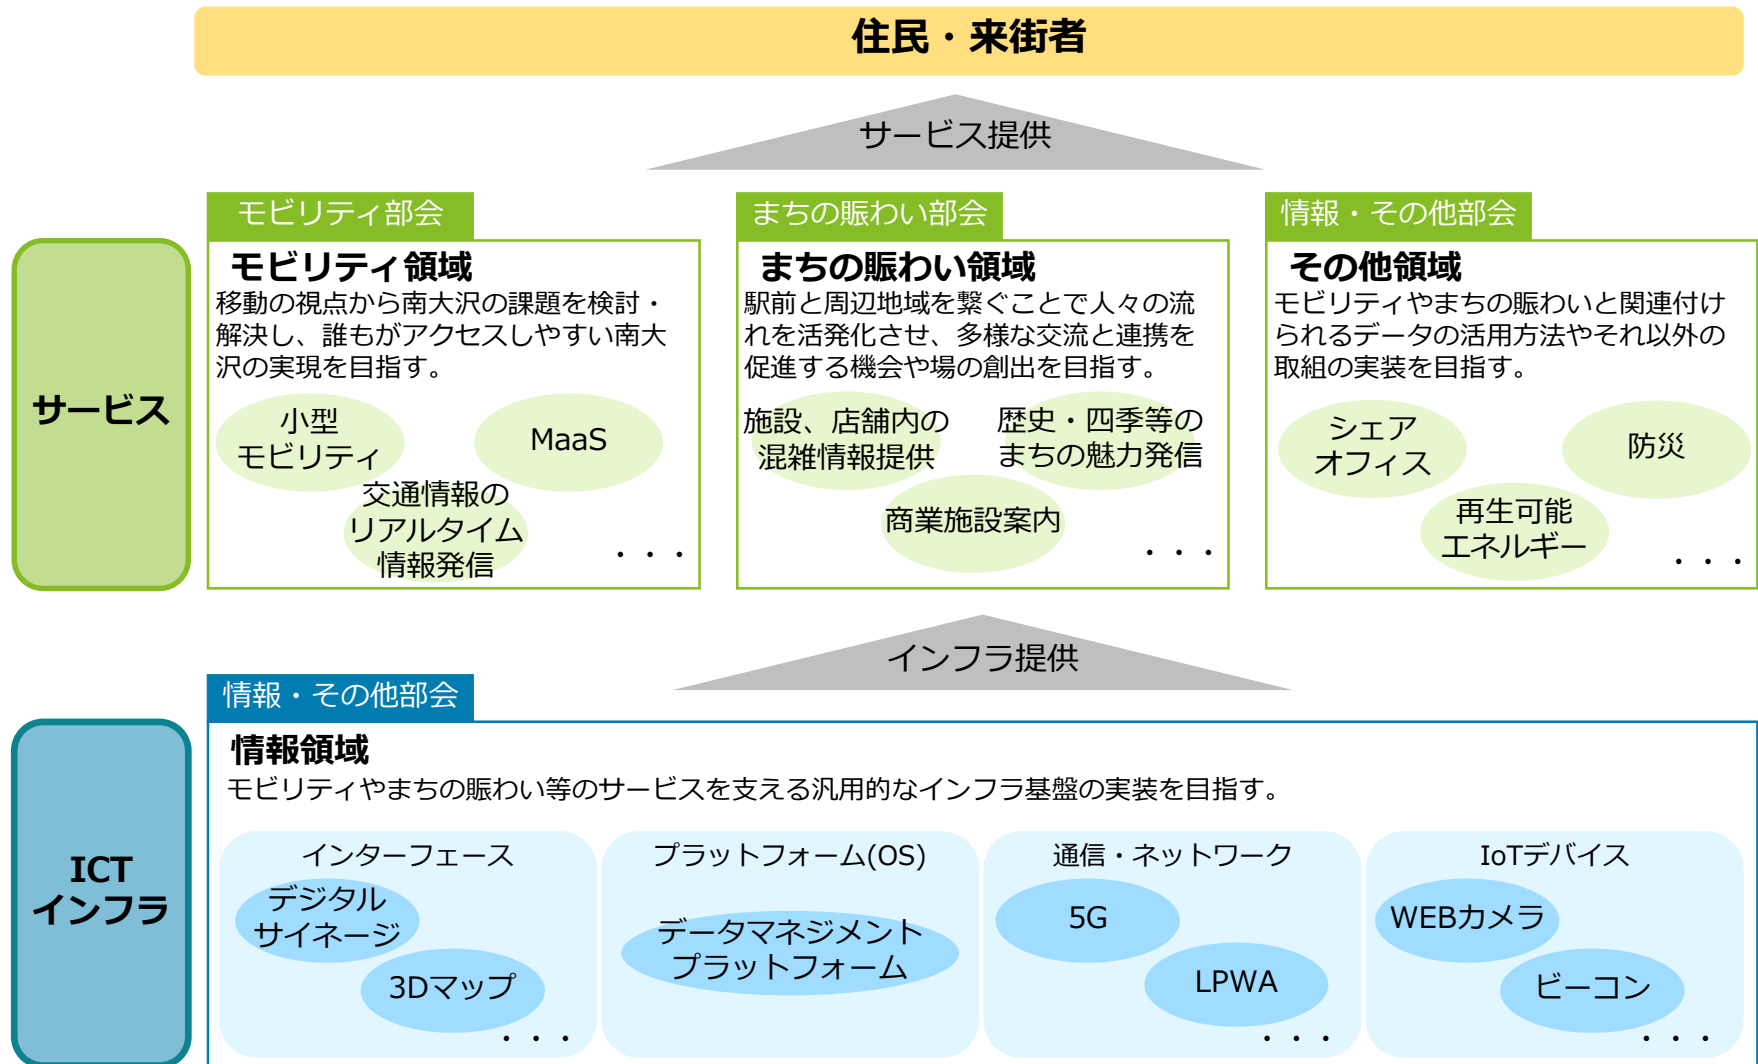 住民・来街者
サービス提供
サービス
モビリティ部会
モビリティ領域
移動の視点から南大沢の課題を検討・
解決し、誰もがアクセスしやすい南大
沢の実現を目指す。
小型
モビリティ
MaaS
交通情報の
リアルタイム
情報発信
・・・
まちの賑わい部会
まちの賑わい領域
駅前と周辺地域を繋ぐことで人々の流
れを活発化させ、多様な交流と連携を
促進する機会や場の創出を目指す。
施設、店舗内の
混雑情報提供
歴史・四季等の
まちの魅力発信
商業施設案内
・・・
情報・その他部会
その他領域
モビリティやまちの賑わいと関連付け
られるデータの活用方法やそれ以外の
取組の実装を目指す。
シェア
オフィス
防災
再生可能
エネルギー
・・・
インフラ提供
ICT
インフラ
情報・その他部会
情報領域
モビリティやまちの賑わい等のサービスを支える汎用的なインフラ基盤の実装を目指す。
インターフェース
デジタル
サイネージ
3Dマップ
・・・
プラットフォーム(OS)
データマネジメント
プラットフォーム
通信・ネットワーク
5G
LPWA
・・・
IoTデバイス
WEBカメラ
ビーコン
・・・